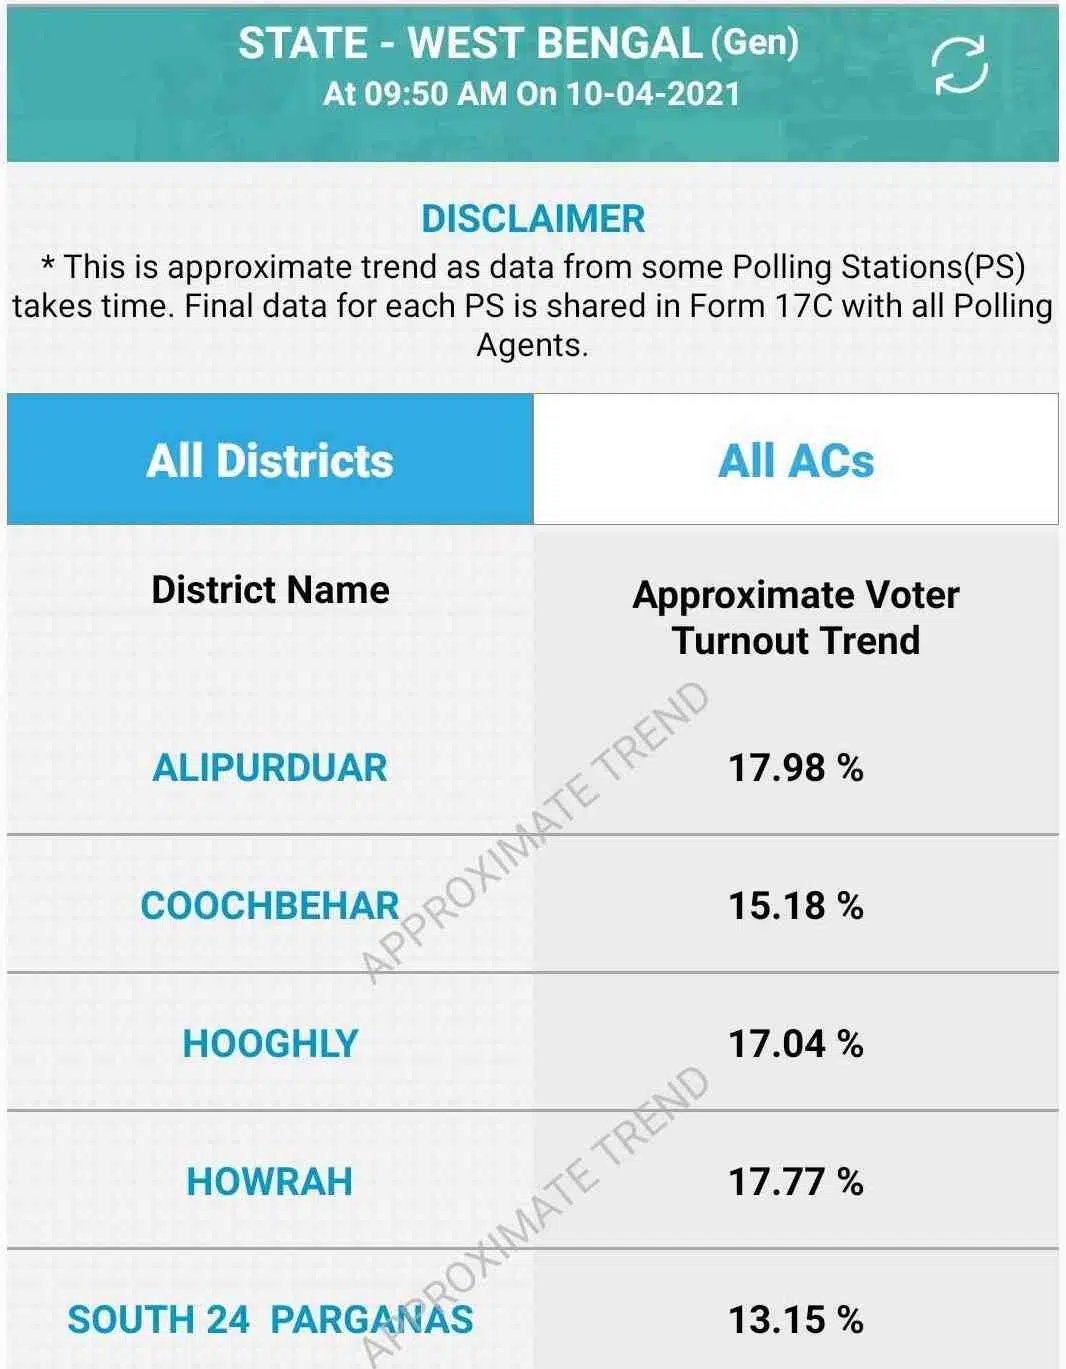 STATE - WEST BENGAL (Gen)
At 09:50 AM On 10-04-2021
DISCLAIMER
* This is approximate trend as data from some Polling Stations(PS)
takes time. Final data for each PS is shared in Form 17C with all Polling
Agents.
All Districts All ACs
District Name Approximate Voter
Turnout Trend
ALIPURDUAR 17.98 %
COOCHBEHAR 15.18 %
APPROXIMATE TREND
HOOGHLY 17.04 %
HOWRAH 17.77 %
SOUTH 24 PARGANAS 13.15 %
APPROXIMATE TREND